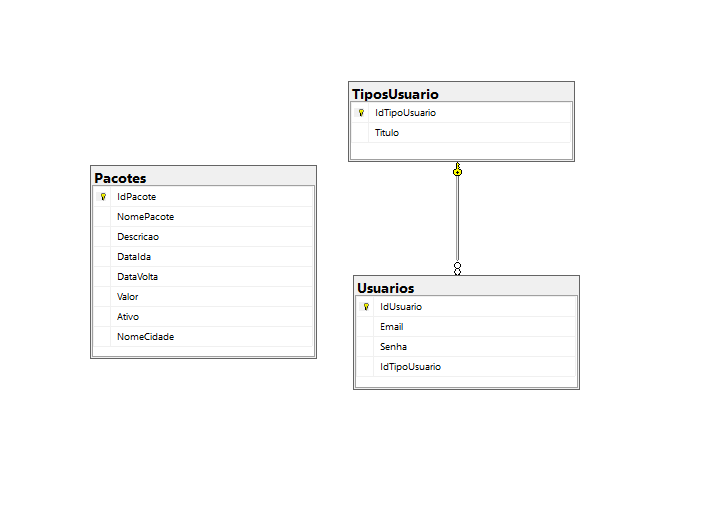 TiposUsuario
IdTipoUsuario
Titulo
Pacotes
IdPacote
NomePacote
Descricao
DataIda
DataVolta
Valor
Ativo
NomeCidade
Usuarios
IdUsuario
Email
Senha
IdTipoUsuario